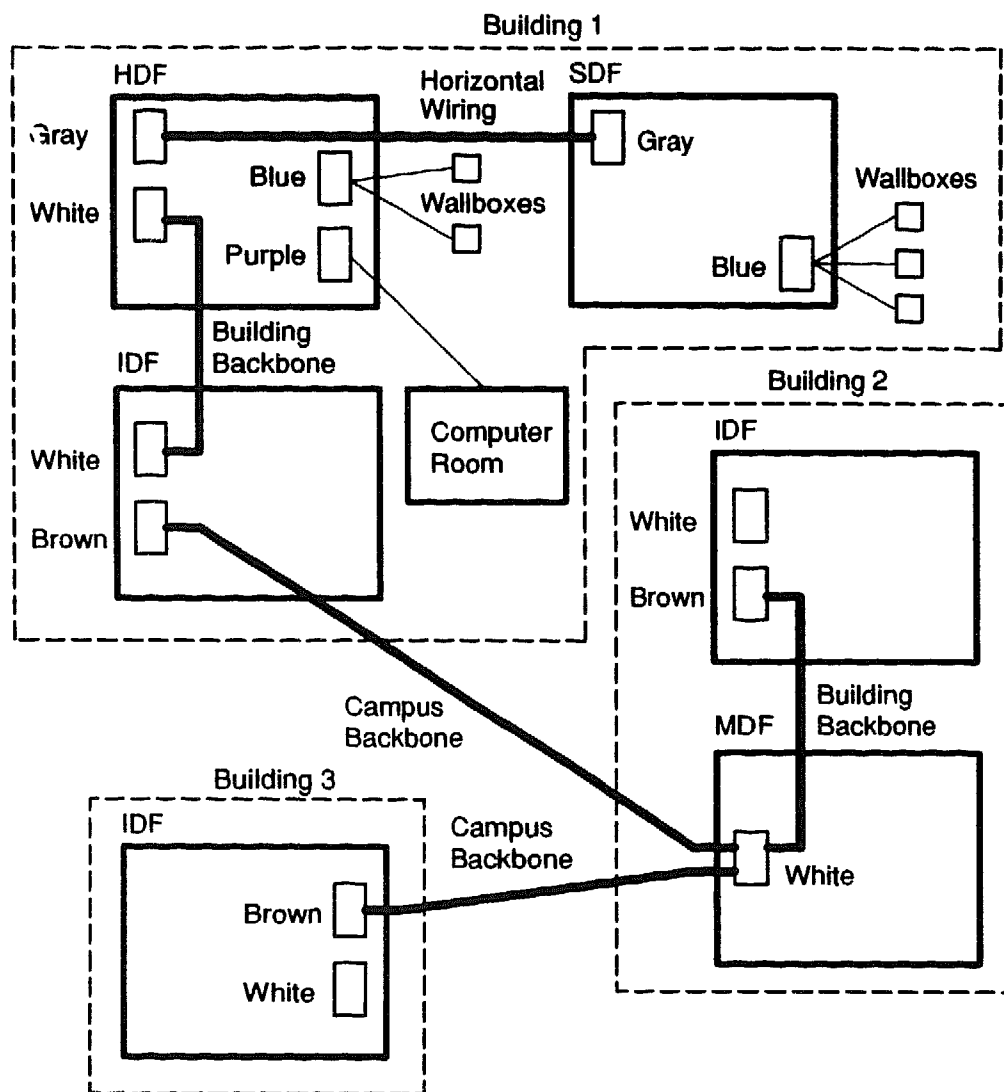 Building 1
HDF
Horizontal
Wiring
SDF
Gray
Gray
Blue
Wallboxes
White
Wallboxes
Purple
Blue
Building
Backbone
IDF
White
Brown
Computer
Room
Building 2
IDF
White
Brown
Building
Backbone
MDF
White
Campus
Backbone
Building 3
IDF
Campus
Backbone
Brown
White